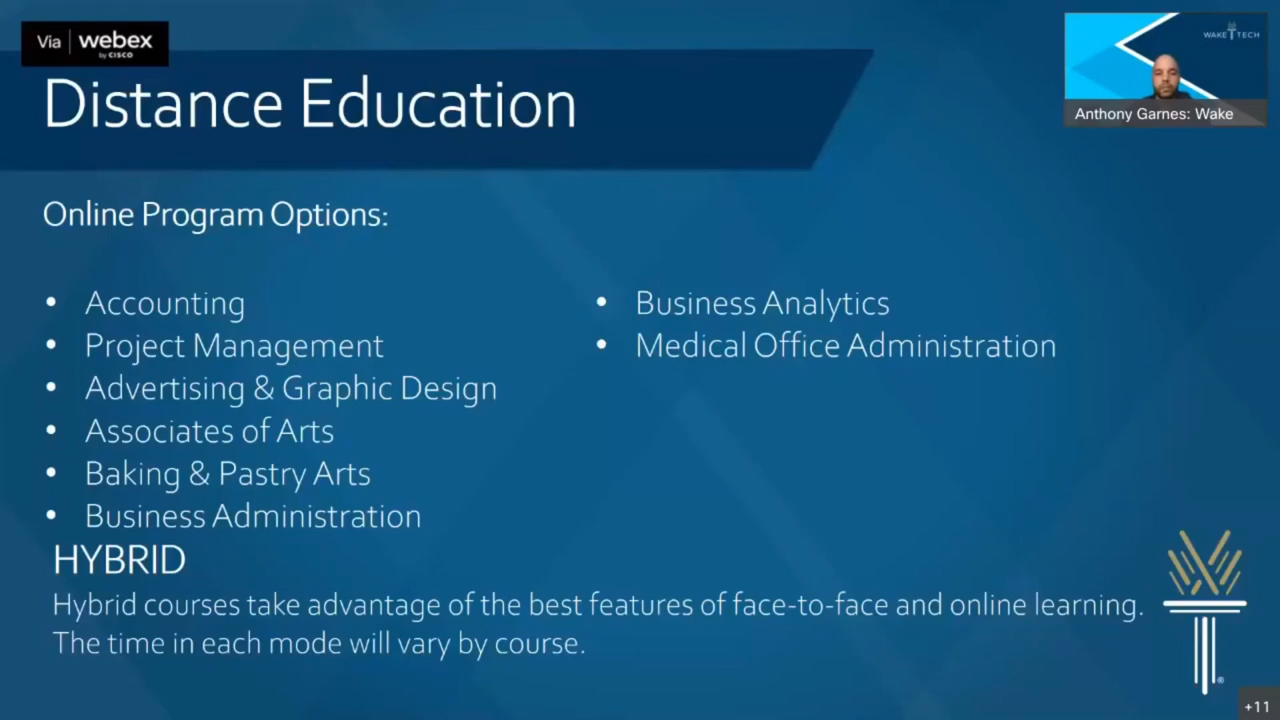 Via webex
by CISCO
WAKE TECH
Distance Education
Anthony Garnes: Wake
Online Program Options:
• Accounting
• Project Management
• Advertising & Graphic Design
• Associates of Arts
• Baking & Pastry Arts
• Business Administration
• Business Analytics
• Medical Office Administration
HYBRID
Hybrid courses take advantage of the best features of face-to-face and online learning.
The time in each mode will vary by course.
®
+11